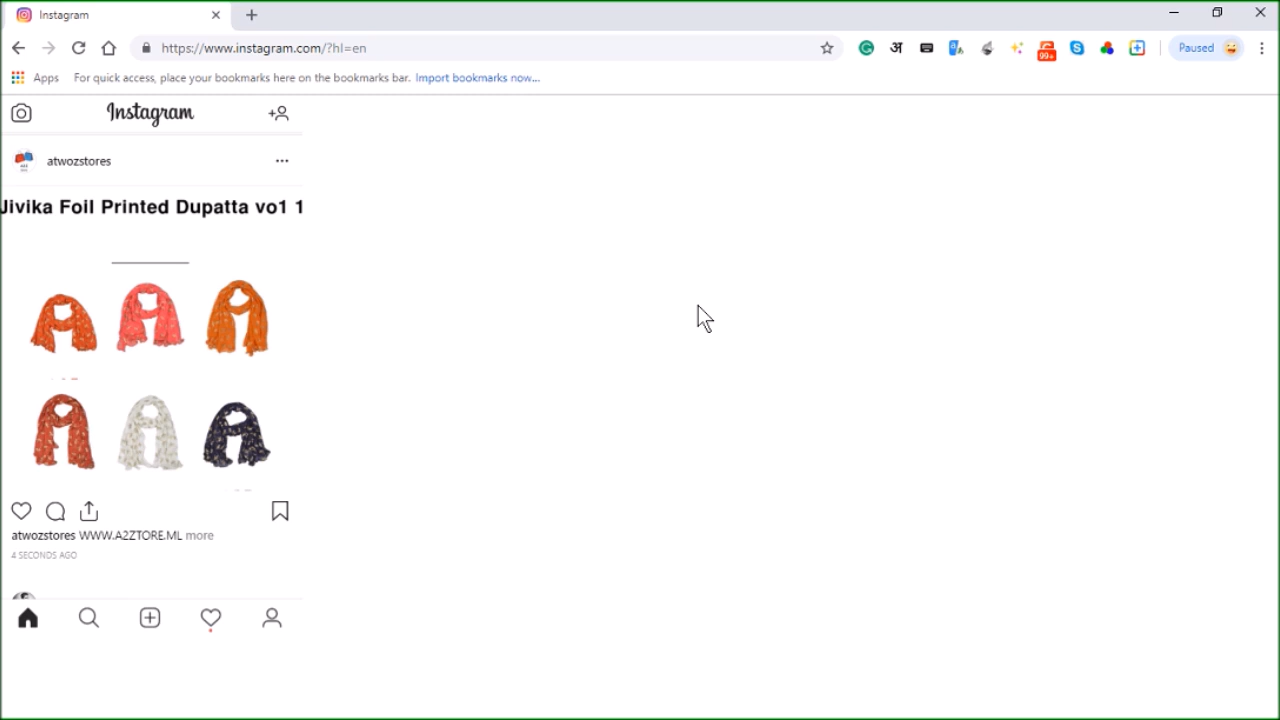 Instagram
https://www.instagram.com/?hl=en
अ
99+
Paused
Apps
For quick access, place your bookmarks here on the bookmarks bar. Import bookmarks now...
Instagram
atwozstores
Jivika Foil Printed Dupatta vo1 1
atwozstores WWW.A2ZTORE.ML more
4 SECONDS AGO